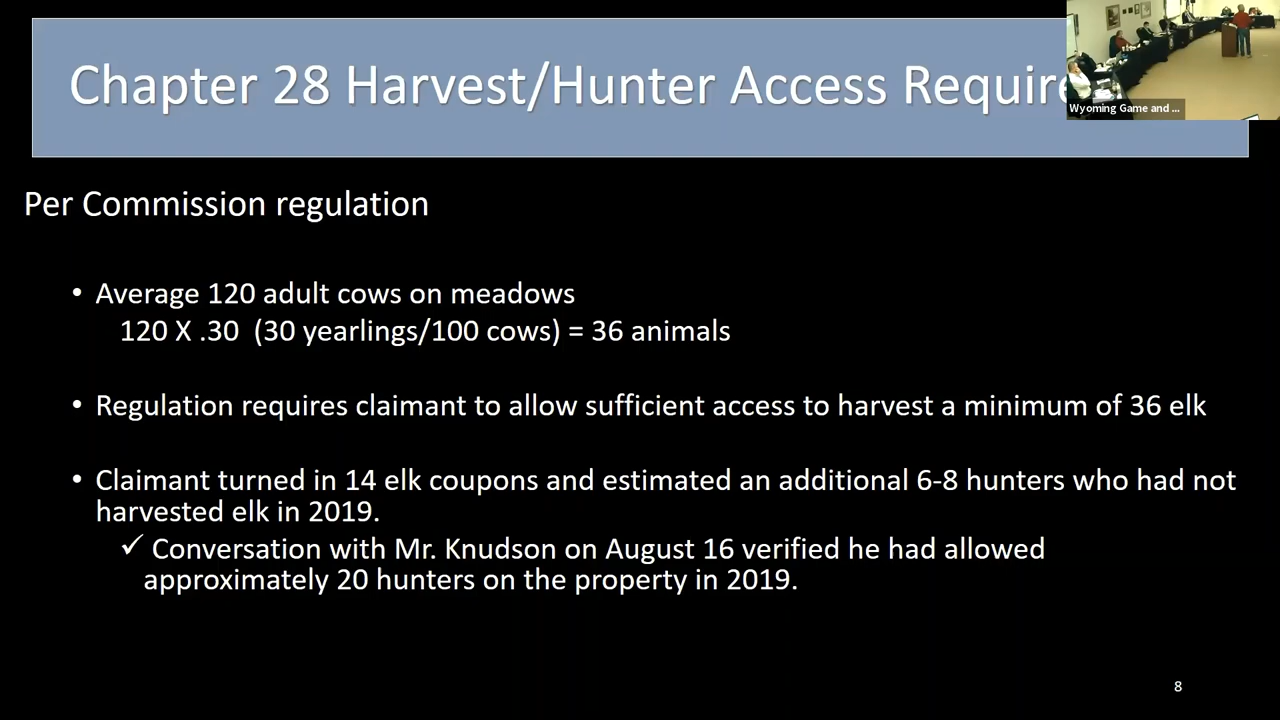 Chapter 28 Harvest/Hunter Access Require
Wyoming Game and ...
Per Commission regulation
• Average 120 adult cows on meadows
120 X .30 (30 yearlings/100 cows) = 36 animals
• Regulation requires claimant to allow sufficient access to harvest a minimum of 36 elk
• Claimant turned in 14 elk coupons and estimated an additional 6-8 hunters who had not
harvested elk in 2019.
✓ Conversation with Mr. Knudson on August 16 verified he had allowed
approximately 20 hunters on the property in 2019.
8